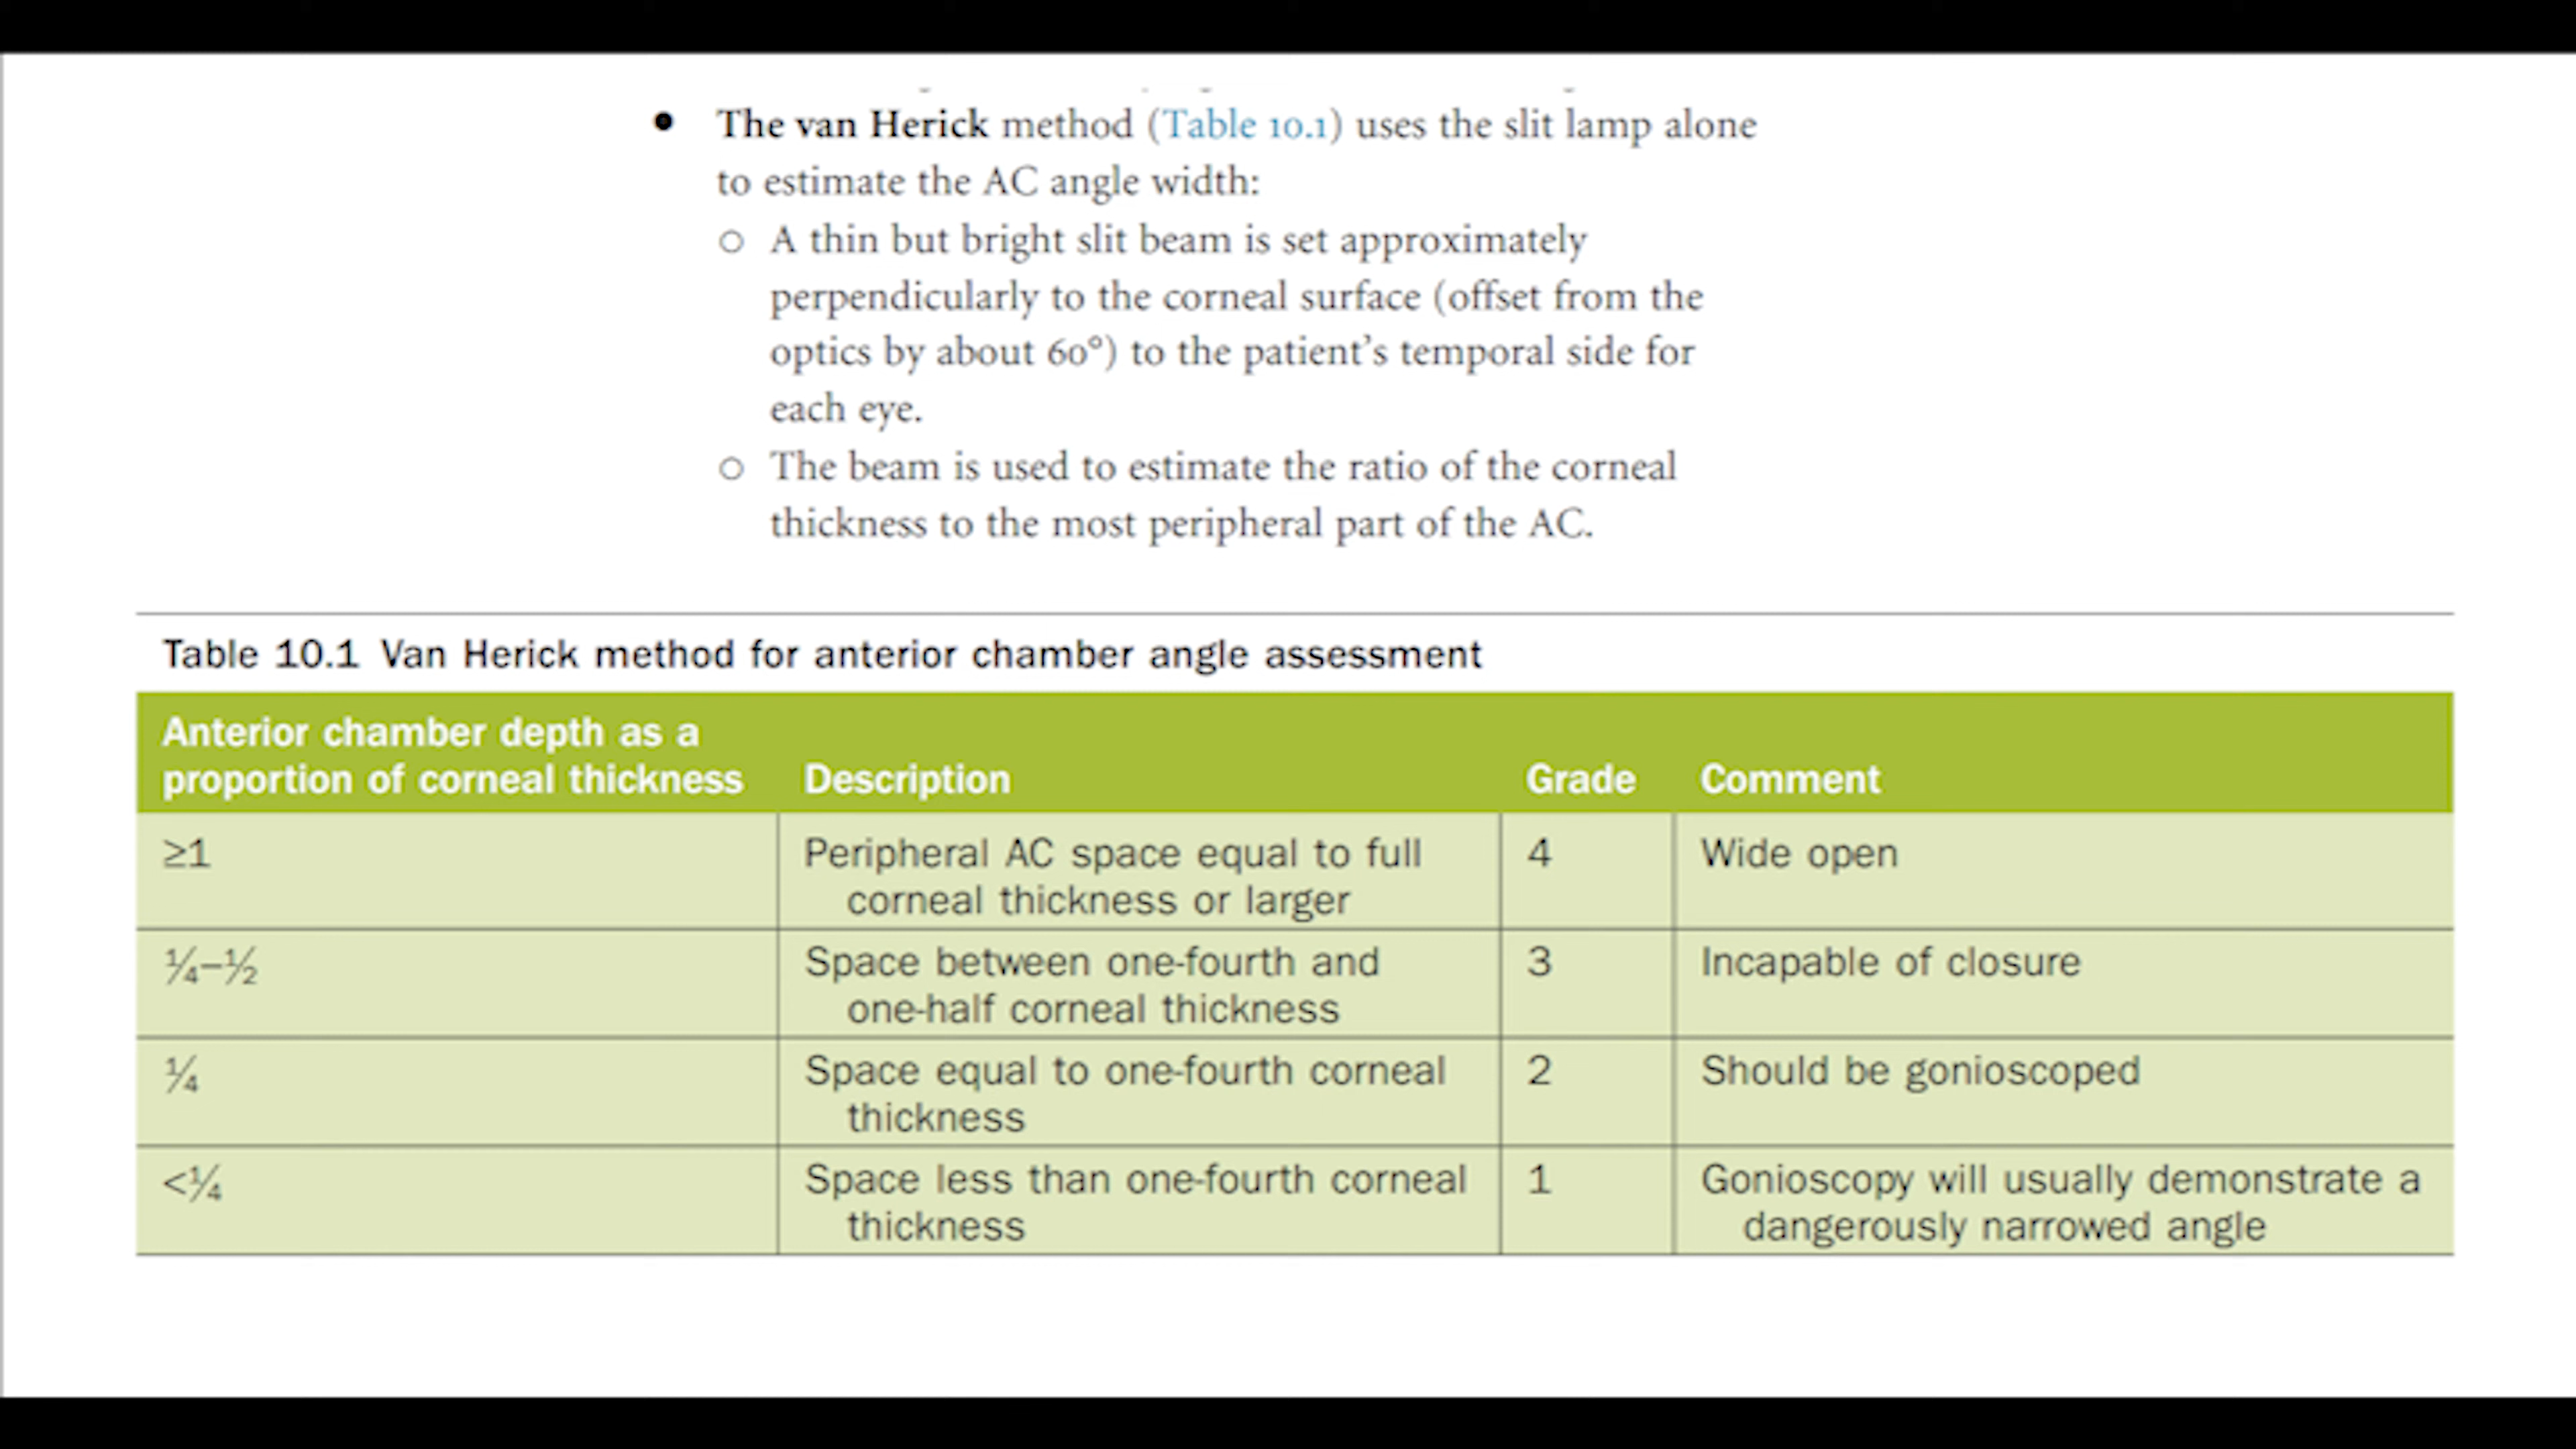 ● The van Herick method (Table 10.1) uses the slit lamp alone
to estimate the AC angle width:
○ A thin but bright slit beam is set approximately
perpendicularly to the corneal surface (offset from the
optics by about 60°) to the patient's temporal side for
each eye.
○ The beam is used to estimate the ratio of the corneal
thickness to the most peripheral part of the AC.
Table 10.1 Van Herick method for anterior chamber angle assessment
Anterior chamber depth as a
proportion of corneal thickness
Description
Grade
Comment
≥1
Peripheral AC space equal to full
corneal thickness or larger
4
Wide open
¼–½
Space between one-fourth and
one-half corneal thickness
3
Incapable of closure
¼
Space equal to one-fourth corneal
thickness
2
Should be gonioscoped
<¼
Space less than one-fourth corneal
thickness
1
Gonioscopy will usually demonstrate a
dangerously narrowed angle